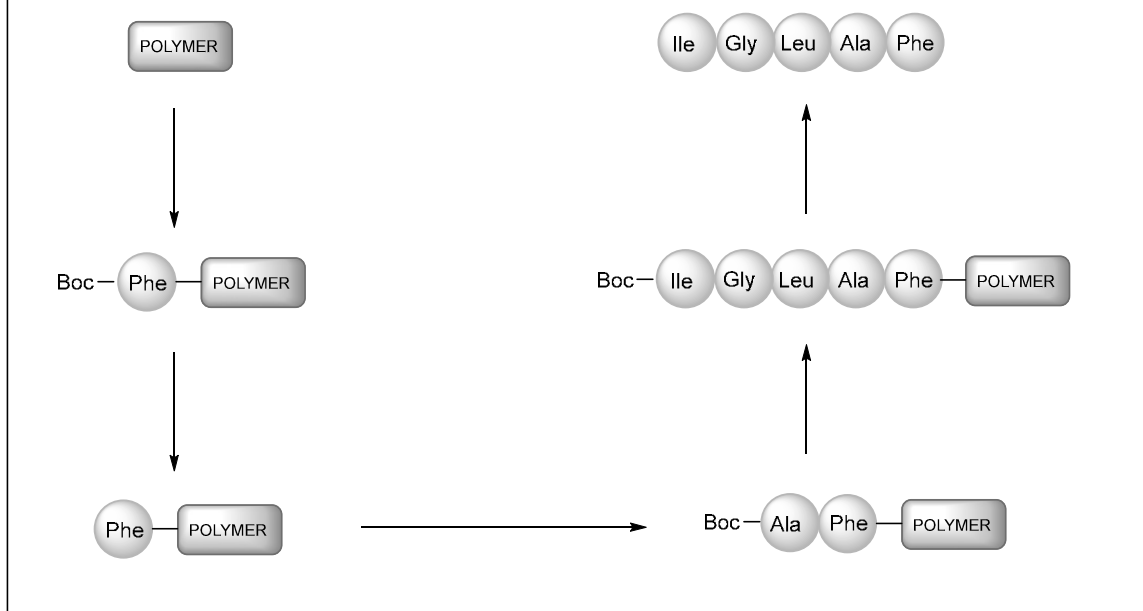 POLYMER
Ile Gly Leu Ala Phe
Boc Phe POLYMER
Boc Ile Gly Leu Ala Phe POLYMER
Phe POLYMER
Boc Ala Phe POLYMER